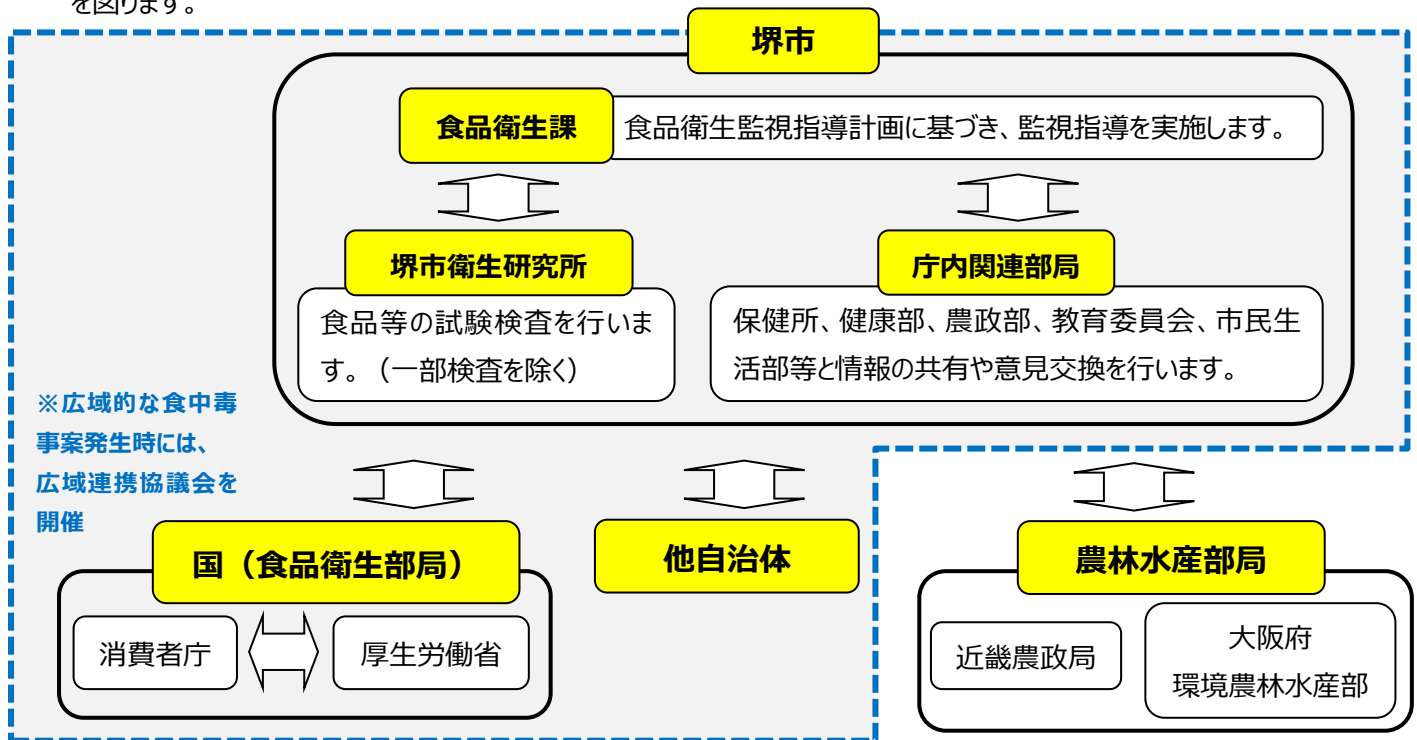 を図ります。
堺市
食品衛生課
食品衛生監視指導計画に基づき、監視指導を実施します。
堺市衛生研究所
食品等の試験検査を行いま
す。(一部検査を除く)
庁内関連部局
保健所、健康部、農政部、教育委員会、市民生
活部等と情報の共有や意見交換を行います。
※広域的な食中毒
事案発生時には、
広域連携協議会を
開催
国(食品衛生部局)
消費者庁
厚生労働省
他自治体
農林水産部局
近畿農政局
大阪府
環境農林水産部